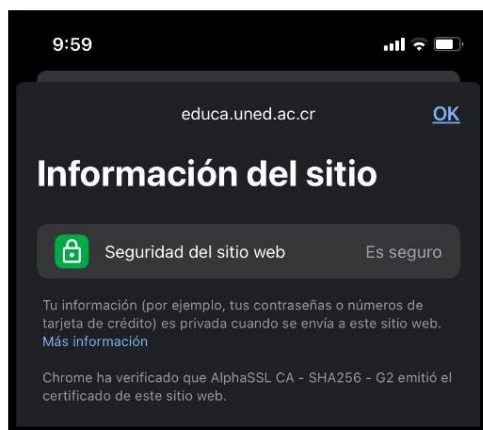 9:59
educa.uned.ac.cr OK
Información del sitio
Seguridad del sitio web Es seguro
Tu información (por ejemplo, tus contraseñas o números de
tarjeta de crédito) es privada cuando se envía a este sitio web.
Más información
Chrome ha verificado que AlphaSSL CA - SHA256 - G2 emitió el
certificado de este sitio web.